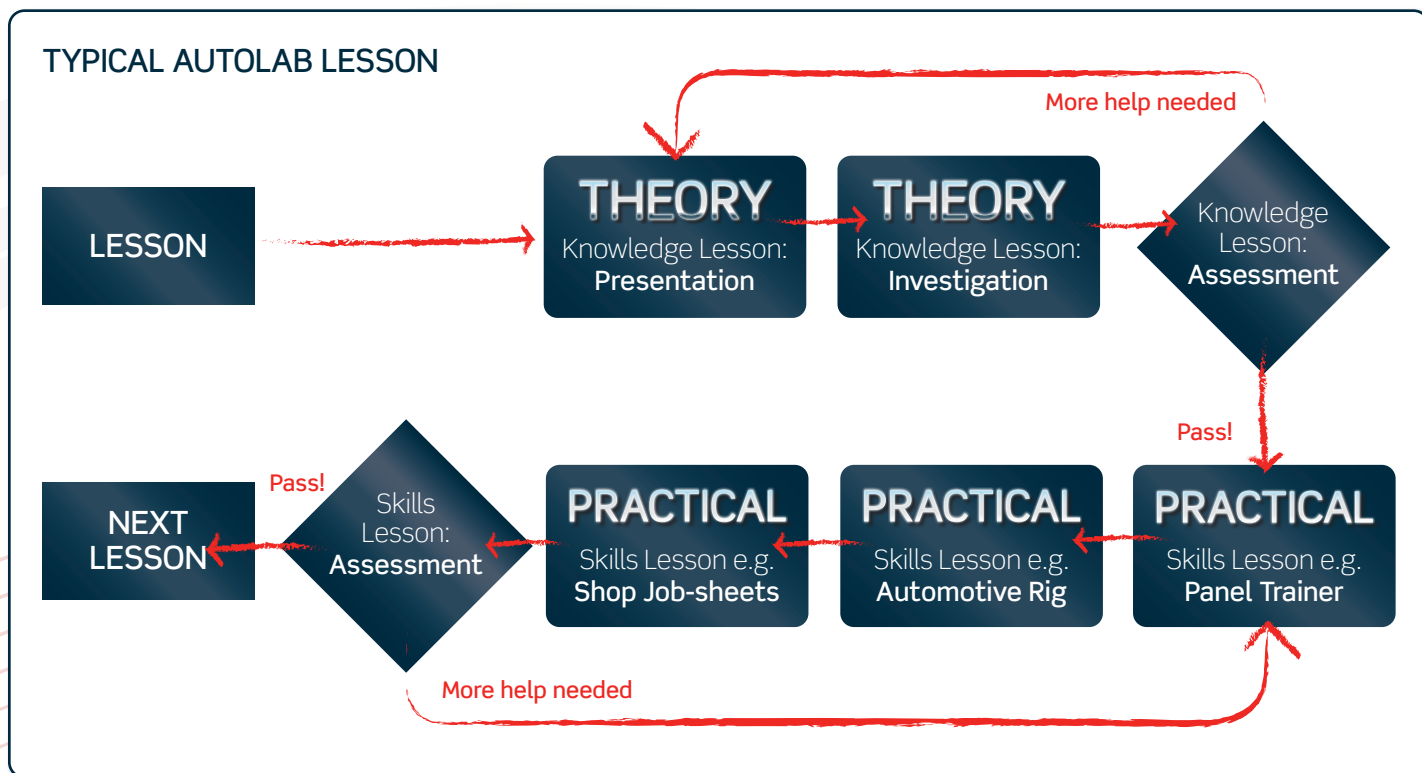 TYPICAL AUTOLAB LESSON
More help needed
LESSON
THEORY
Knowledge Lesson:
Presentation
THEORY
Knowledge Lesson:
Investigation
Knowledge
Lesson:
Assessment
Pass!
PRACTICAL
Skills Lesson e.g.
Panel Trainer
PRACTICAL
Skills Lesson e.g.
Automotive Rig
PRACTICAL
Skills Lesson e.g.
Shop Job-sheets
Skills
Lesson:
Assessment
Pass!
NEXT
LESSON
More help needed